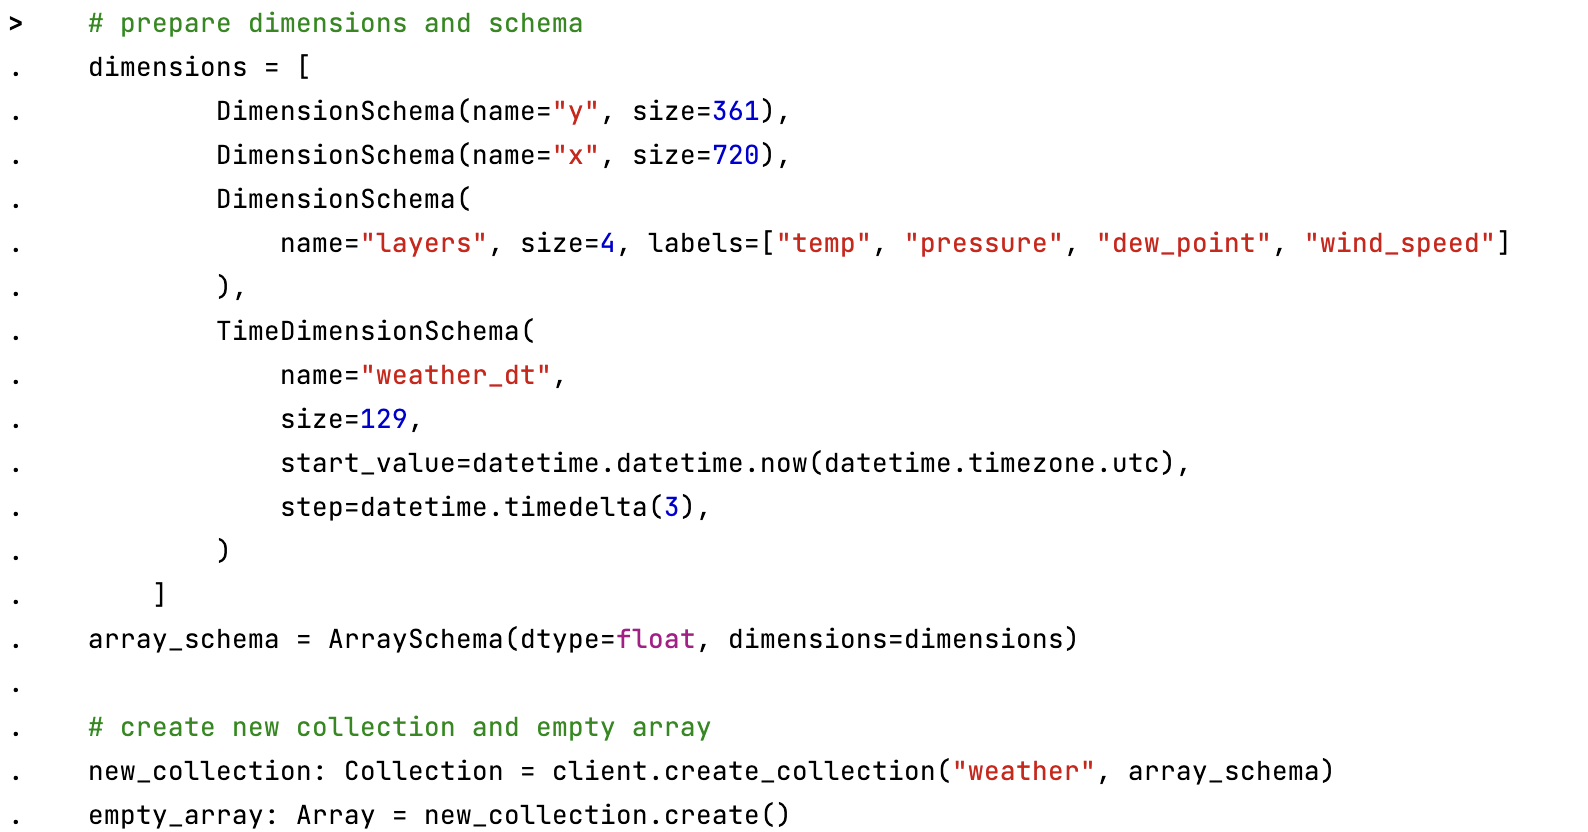 > # prepare dimensions and schema
. dimensions = [
. DimensionSchema(name="y", size=361),
. DimensionSchema(name="x", size=720),
. DimensionSchema(
. name="layers", size=4, labels=["temp", "pressure", "dew_point", "wind_speed"]
. ),
. TimeDimensionSchema(
. name="weather_dt",
. size=129,
. start_value=datetime.datetime.now(datetime.timezone.utc),
. step=datetime.timedelta(3),
. )
. ]
. array_schema = ArraySchema(dtype=float, dimensions=dimensions)
.
. # create new collection and empty array
. new_collection: Collection = client.create_collection("weather", array_schema)
. empty_array: Array = new_collection.create()